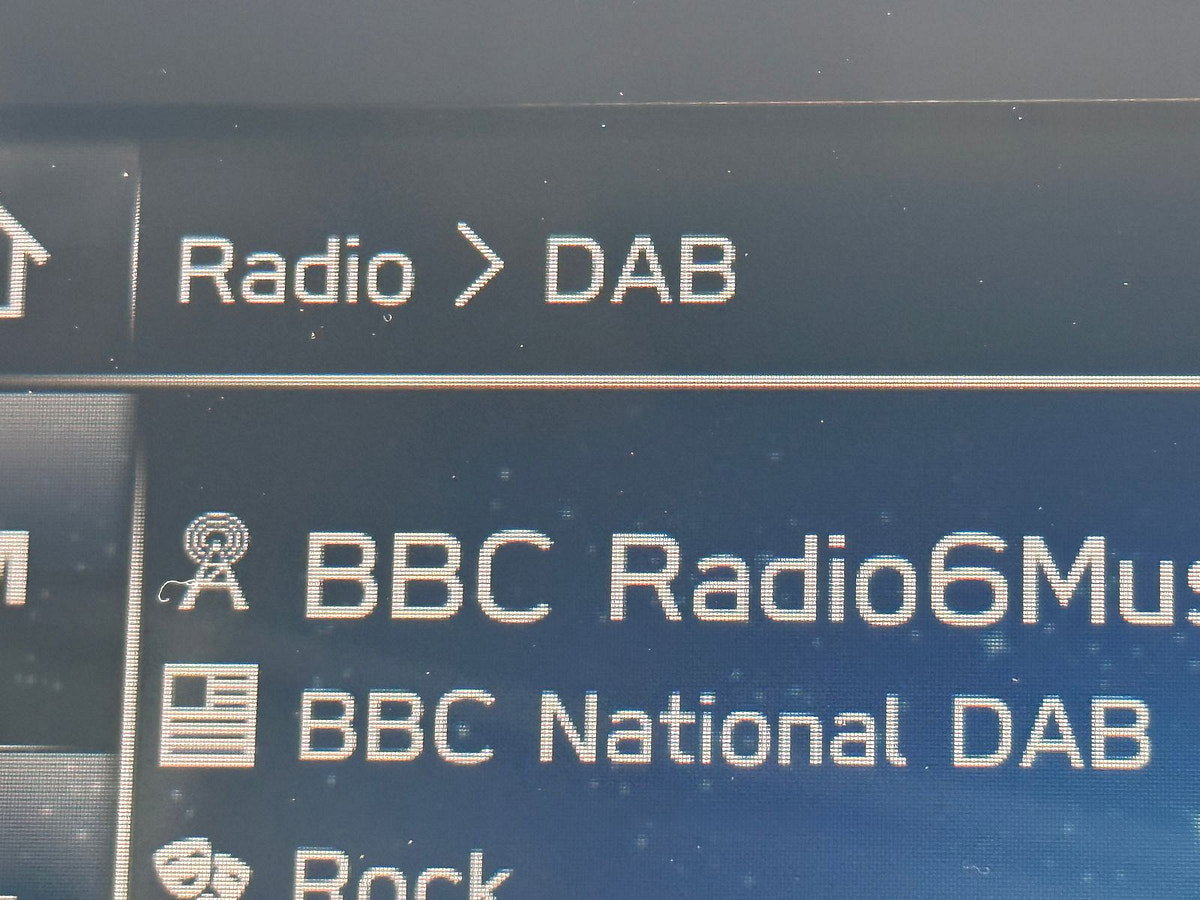 Radio > DAB
BBC Radio6Mus
BBC National DAB
Rock